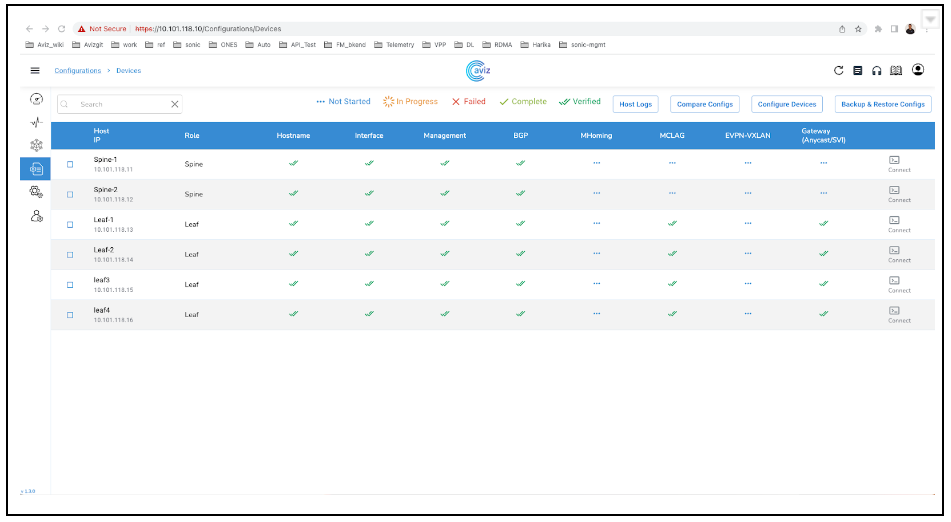 Not Secure | https://10.101.118.10/Configurations/Devices
Aviz_wiki Avizgit work ref sonic ONES Auto API_Test FM_bkend Telemetry VPP DL RDMA Harika sonic-mgmt
Configurations > Devices
aviz
Search
Not Started In Progress Failed Complete Verified Host Logs Compare Configs Configure Devices Backup & Restore Configs
Host IP Role Hostname Interface Management BGP MHoming MCLAG EVPN-VXLAN Gateway (Anycast/SVI)
Spine-1 Spine
10.101.118.11 Connect
Spine-2 Spine
10.101.118.12 Connect
Leaf-1 Leaf
10.101.118.13 Connect
Leaf-2 Leaf
10.101.118.14 Connect
leaf3 Leaf
10.101.118.15 Connect
leaf4 Leaf
10.101.118.16 Connect
v 1.3.0